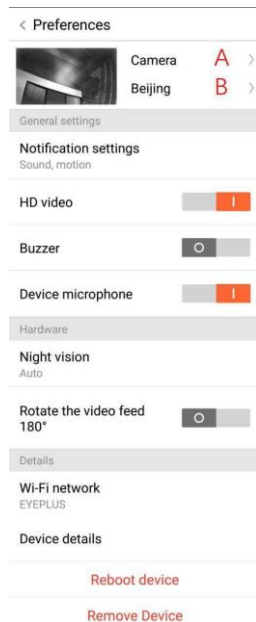 < Preferences
Camera A >
Beijing B >
General settings
Notification settings
Sound, motion
HD video
Buzzer
Device microphone
Hardware
Night vision
Auto
Rotate the video feed
180°
Details
Wi-Fi network
EYEPLUS
Device details
Reboot device
Remove Device